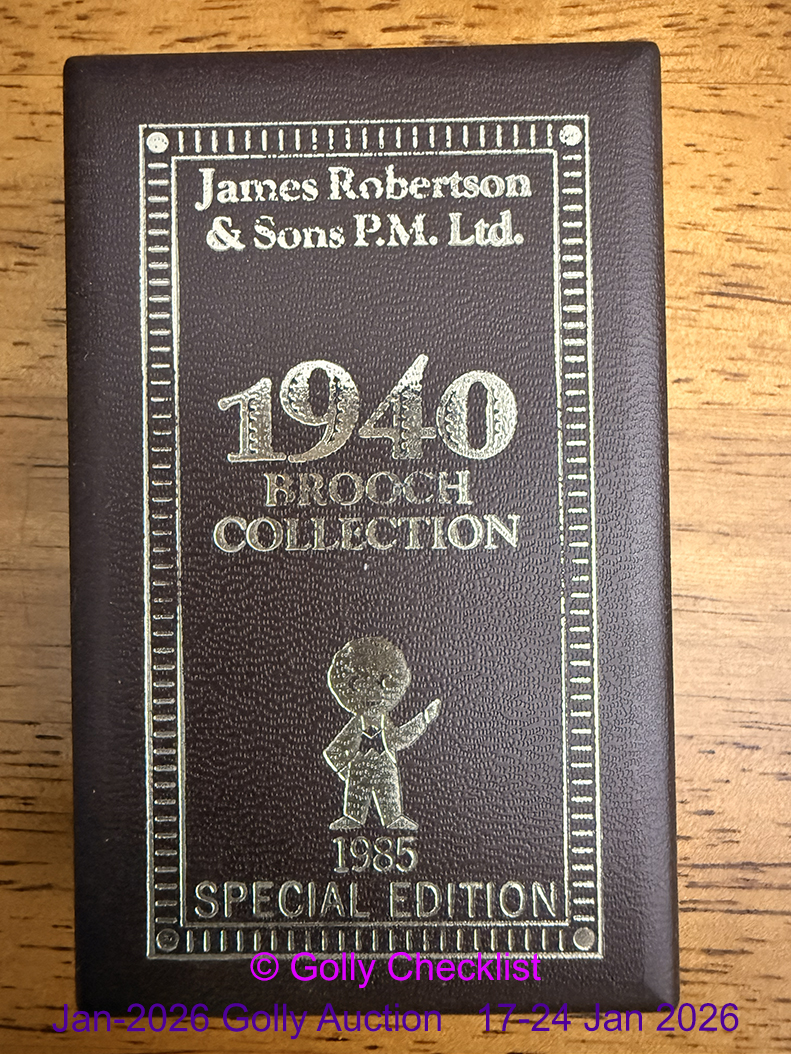 James Robertson
& Sons P.M. Ltd.
1940
BROOCH
COLLECTION
1985
SPECIAL EDITION
© Golly Checklist
Jan-2026 Golly Auction 17-24 Jan 2026